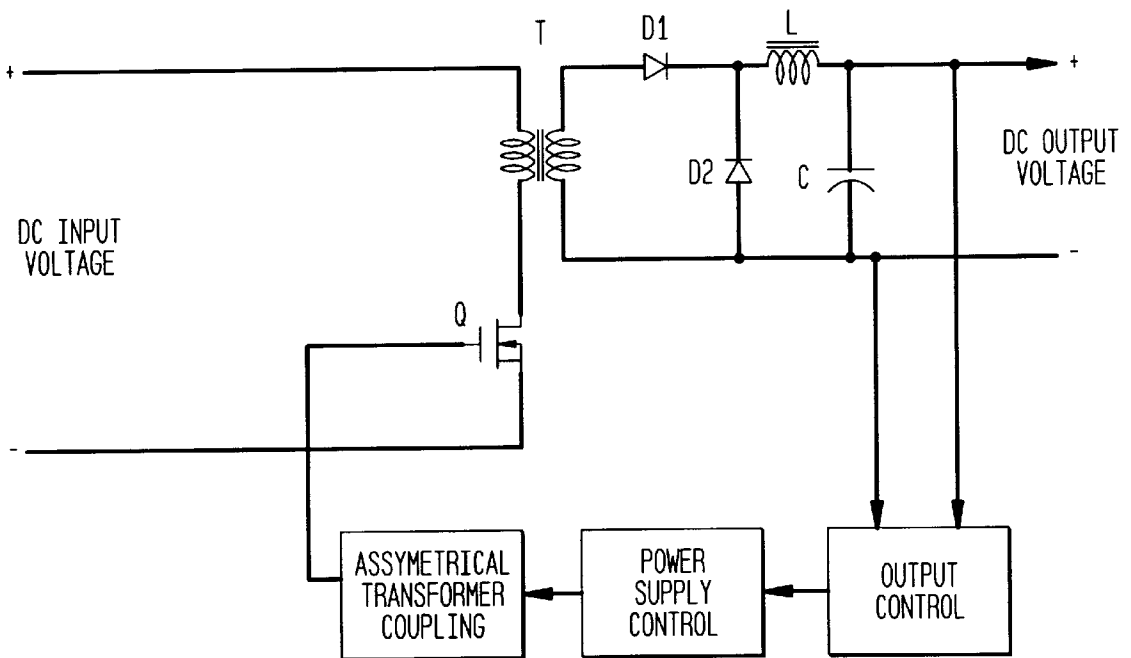 T
D1
L
+
+
DC INPUT
VOLTAGE
D2
C
DC OUTPUT
VOLTAGE
-
Q
-
ASSYMETRICAL
TRANSFORMER
COUPLING
POWER
SUPPLY
CONTROL
OUTPUT
CONTROL